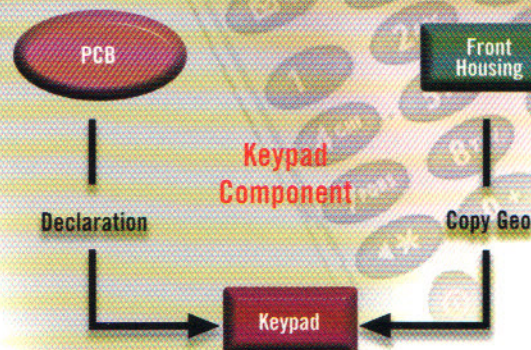 PCB
Front
Housing
Keypad
Component
Declaration
Copy Geo
Keypad